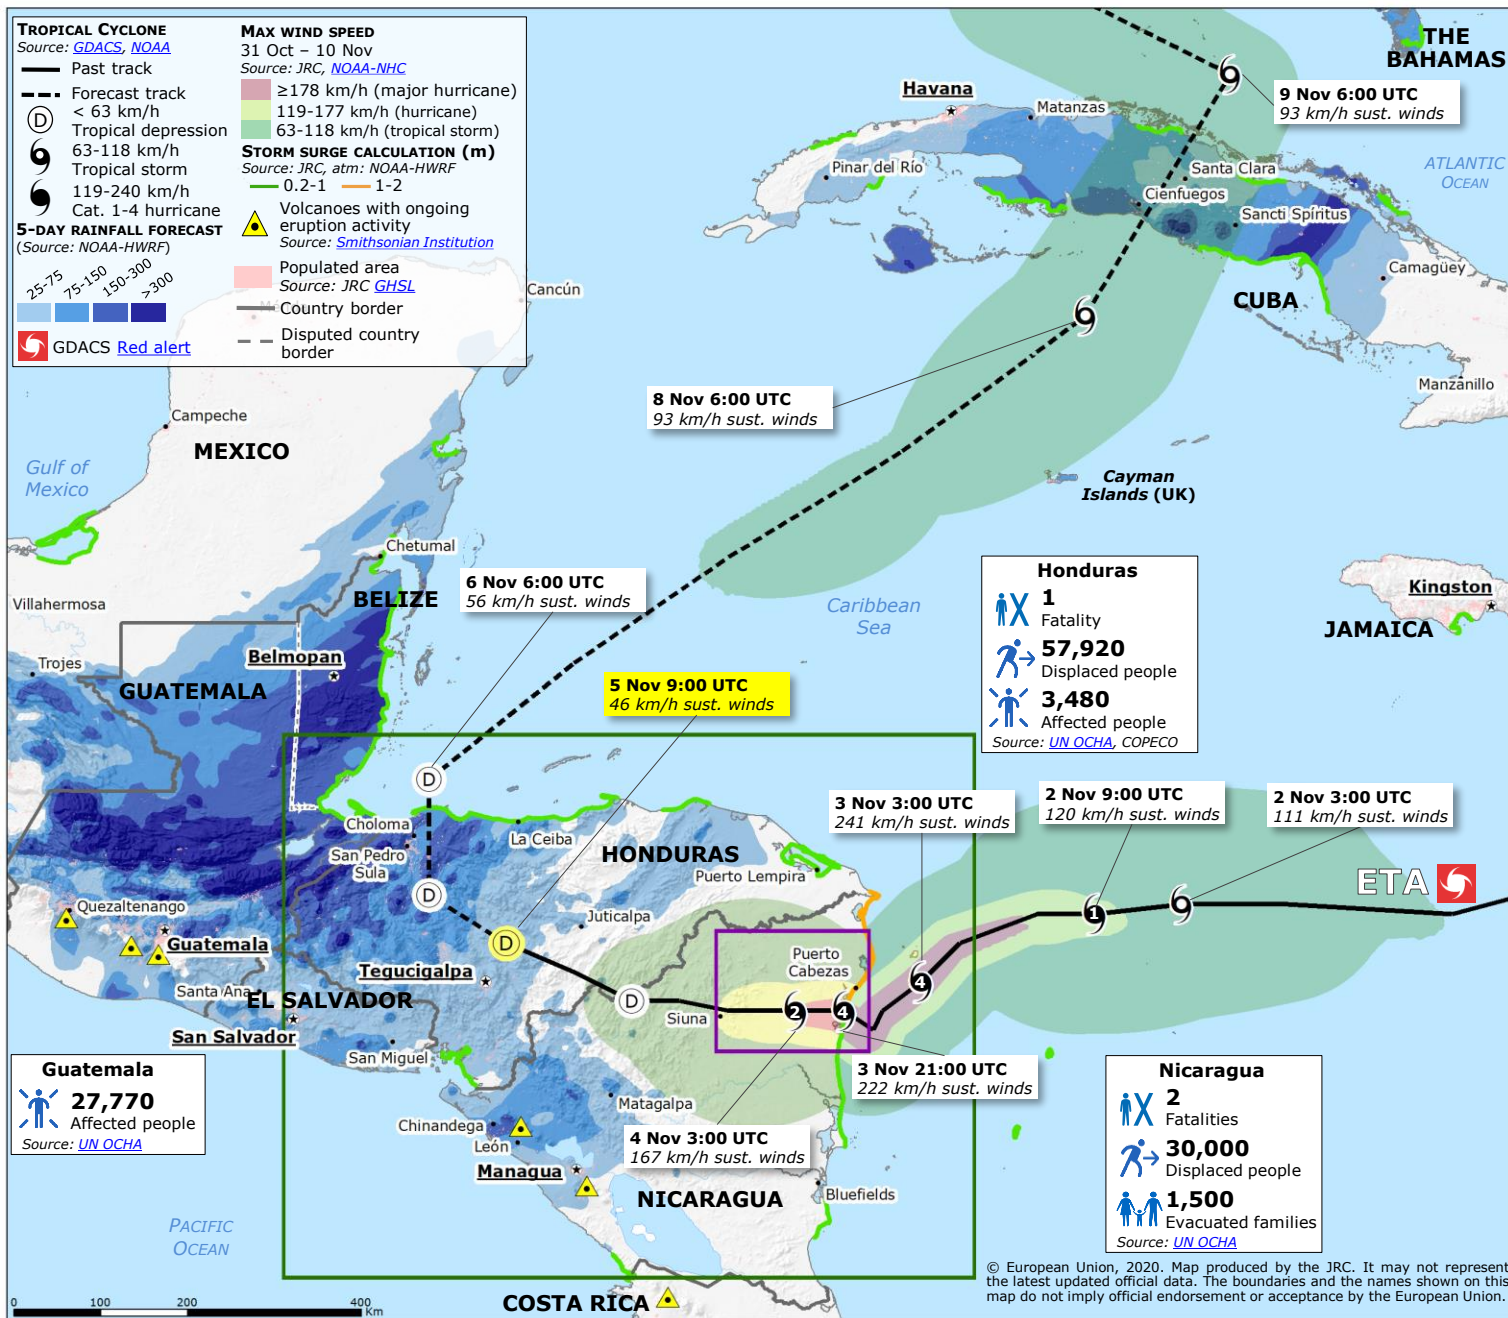 TROPICAL CYCLONE
Source: GDACS, NOAA
Past track
Forecast track
D
< 63 km/h
Tropical depression
63-118 km/h
Tropical storm
119-240 km/h
Cat. 1-4 hurricane
5-DAY RAINFALL FORECAST
(Source: NOAA-HWRF)
25-75
75-150
150-300
>300
GDACS Red alert
MAX WIND SPEED
31 Oct – 10 Nov
Source: JRC, NOAA-NHC
≥178 km/h (major hurricane)
119-177 km/h (hurricane)
63-118 km/h (tropical storm)
STORM SURGE CALCULATION (m)
Source: JRC, atm: NOAA-HWRF
0.2-1
1-2
Volcanoes with ongoing
eruption activity
Source: Smithsonian Institution
Populated area
Source: JRC GHSL
Country border
Disputed country
border
THE
BAHAMAS
9 Nov 6:00 UTC
93 km/h sust. winds
Havana
Matanzas
Pinar del Río
Santa Clara
Cienfuegos
Sancti Spíritus
ATLANTIC
OCEAN
Camagüey
CUBA
Manzanillo
Cancún
8 Nov 6:00 UTC
93 km/h sust. winds
Campeche
MEXICO
Gulf of
Mexico
Cayman
Islands (UK)
Chetumal
Villahermosa
BELIZE
6 Nov 6:00 UTC
56 km/h sust. winds
Caribbean
Sea
Honduras
1
Fatality
57,920
Displaced people
3,480
Affected people
Source: UN OCHA, COPECO
Kingston
JAMAICA
Trojes
Belmopan
GUATEMALA
5 Nov 9:00 UTC
46 km/h sust. winds
D
3 Nov 3:00 UTC
241 km/h sust. winds
2 Nov 9:00 UTC
120 km/h sust. winds
2 Nov 3:00 UTC
111 km/h sust. winds
Choloma
San Pedro
Sula
La Ceiba
HONDURAS
Puerto Lempira
ETA
D
Quezaltenango
Guatemala
Juticalpa
1
D
Tegucigalpa
Puerto
Cabezas
4
Santa Ana
EL SALVADOR
D
Siuna
2
4
San Salvador
San Miguel
3 Nov 21:00 UTC
222 km/h sust. winds
Guatemala
27,770
Affected people
Source: UN OCHA
Chinandega
León
Matagalpa
4 Nov 3:00 UTC
167 km/h sust. winds
Managua
NICARAGUA
Bluefields
Nicaragua
2
Fatalities
30,000
Displaced people
1,500
Evacuated families
Source: UN OCHA
PACIFIC
OCEAN
COSTA RICA
0 100 200 400
Km
© European Union, 2020. Map produced by the JRC. It may not represent
the latest updated official data. The boundaries and the names shown on this
map do not imply official endorsement or acceptance by the European Union.